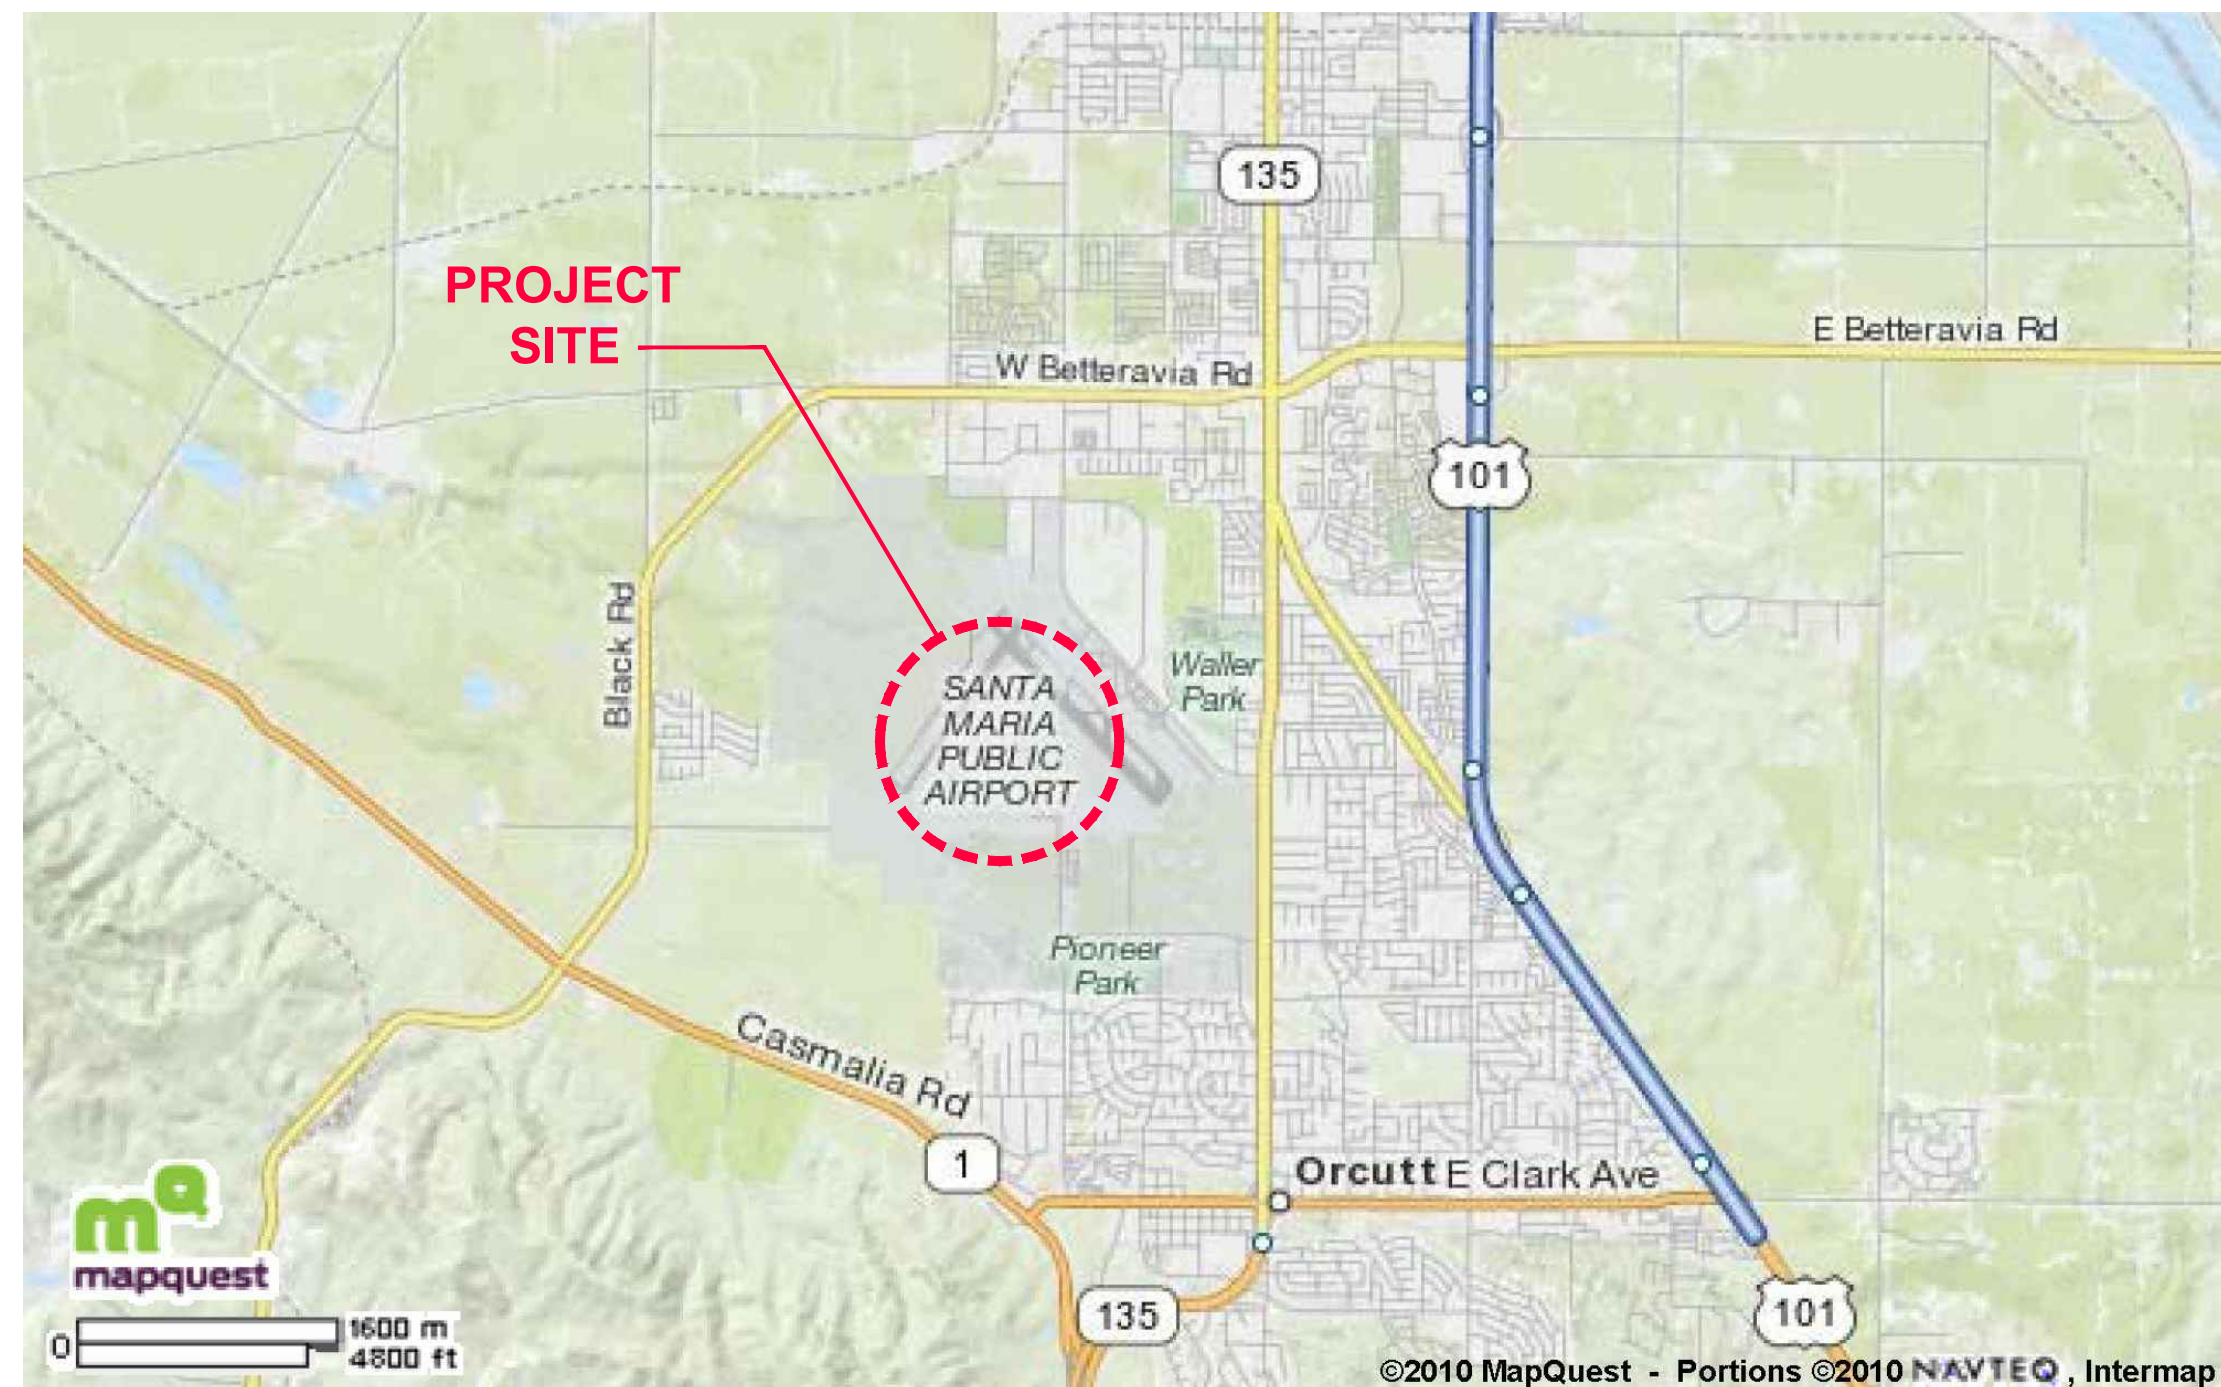 135
PROJECT
SITE
E Betteravia Rd
W Betteravia Rd
101
Black Rd
SANTA
MARIA
PUBLIC
AIRPORT
Waller
Park
Pioneer
Park
Casmalia Rd
1
Orcutt E Clark Ave
mQ
mapquest
135
101
0 1600 m
4800 ft
©2010 MapQuest - Portions ©2010 NAVTEQ , Intermap